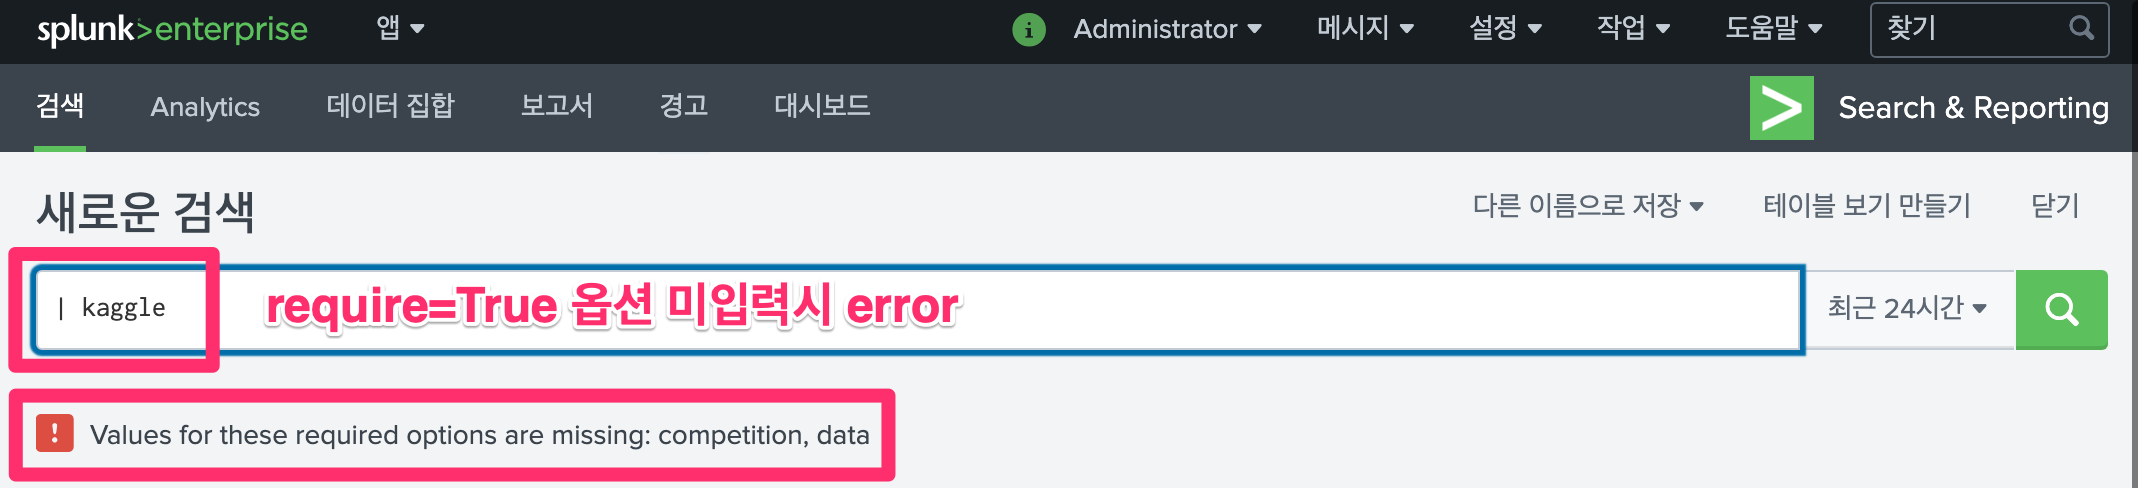 splunk>enterprise 앱 i Administrator 메시지 설정 작업 도움말 찾기
검색 Analytics 데이터 집합 보고서 경고 대시보드 > Search & Reporting
새로운 검색 다른 이름으로 저장 테이블 보기 만들기 닫기
| kaggle require=True 옵션 미입력시 error 최근 24시간
! Values for these required options are missing: competition, data